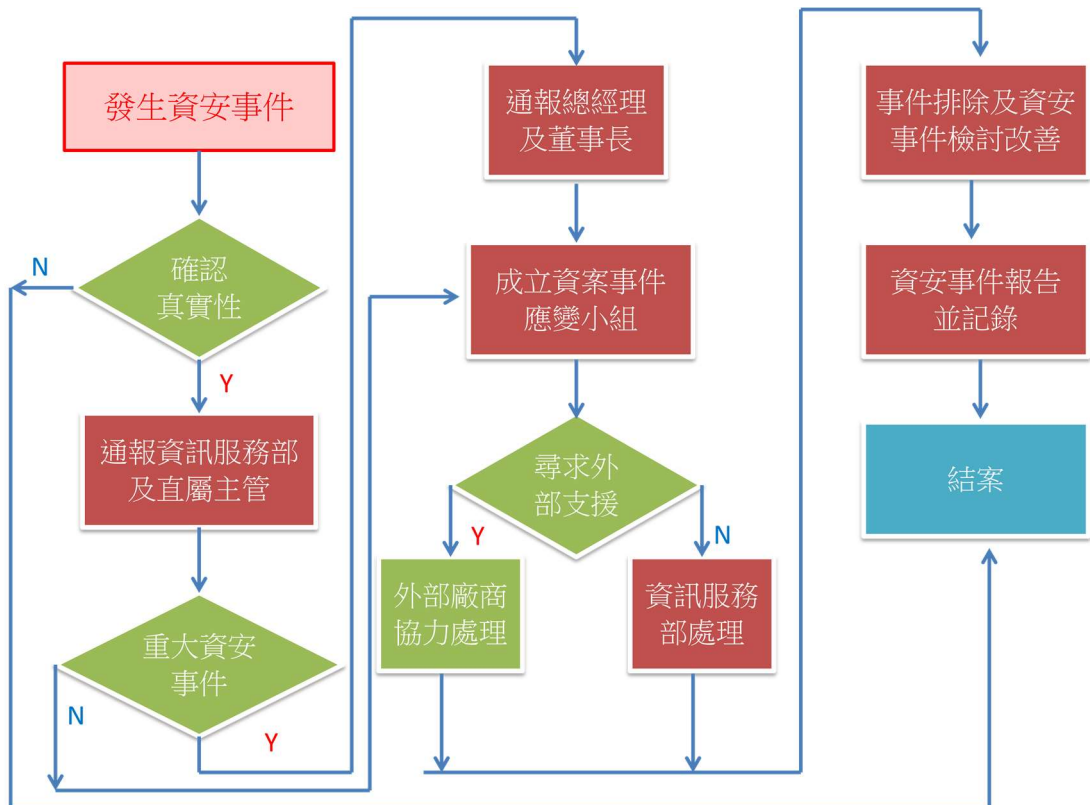 發生資安事件
確認
真實性
N
Y
通報資訊服務部
及直屬主管
重大資安
事件
N
Y
通報總經理
及董事長
成立資案事件
應變小組
尋求外
部支援
Y
N
外部廠商
協力處理
資訊服務
部處理
事件排除及資安
事件檢討改善
資安事件報告
並記錄
結案